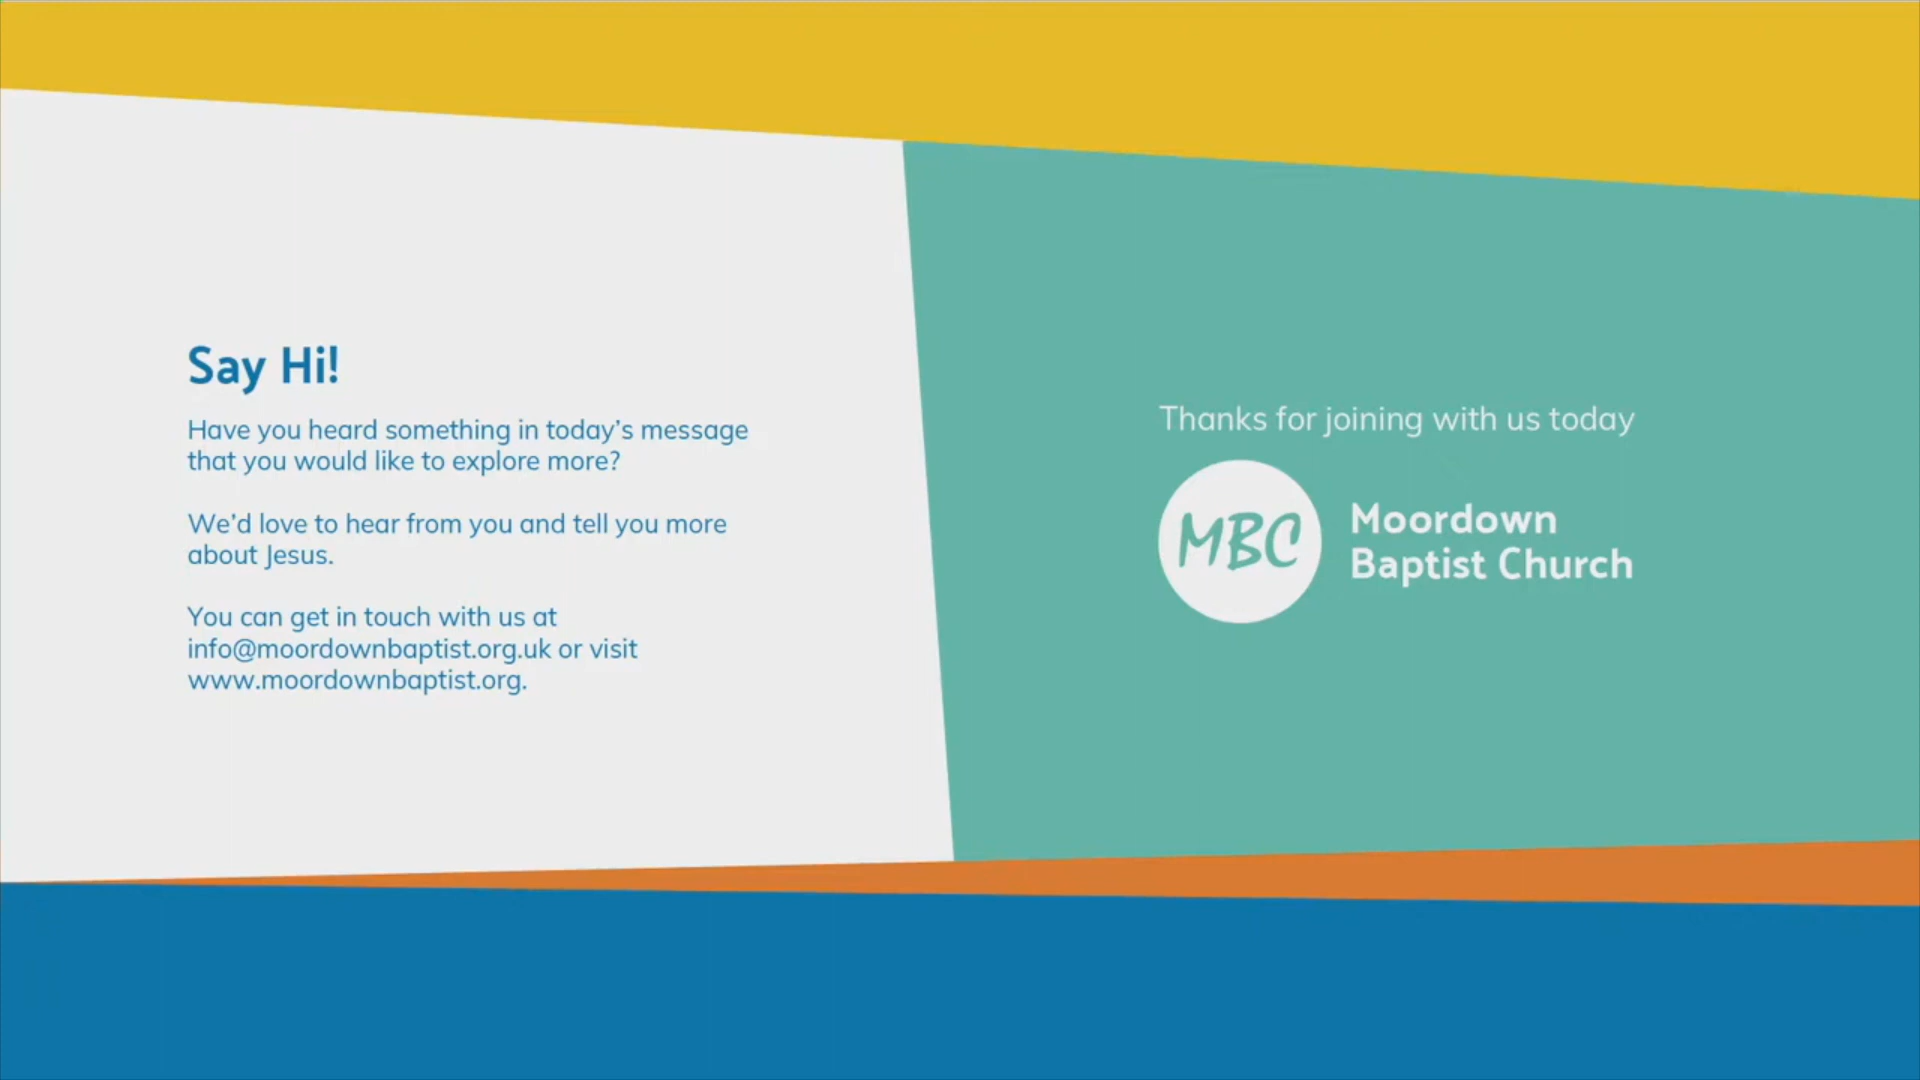 Say Hi!
Have you heard something in today’s message
that you would like to explore more?
We’d love to hear from you and tell you more
about Jesus.
You can get in touch with us at
info@moordownbaptist.org.uk or visit
www.moordownbaptist.org.
Thanks for joining with us today
MBC
Moordown
Baptist Church